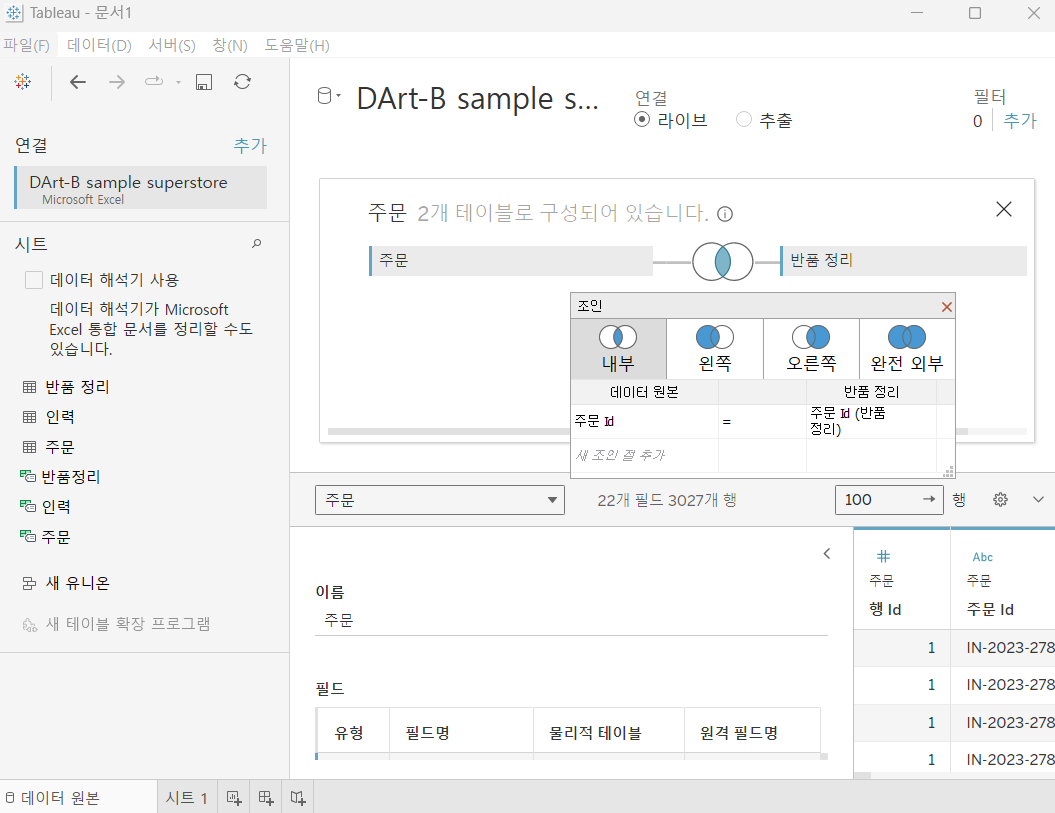 Tableau - 문서1
파일(F) 데이터(D) 서버(S) 창(N) 도움말(H)
연결 추가
DArt-B sample superstore
Microsoft Excel
시트
데이터 해석기 사용
데이터 해석기가 Microsoft
Excel 통합 문서를 정리할 수도
있습니다.
반품 정리
인력
주문
반품정리
인력
주문
새 유니온
새 테이블 확장 프로그램
DArt-B sample s...
연결
라이브 추출
필터
0 추가
주문 2개 테이블로 구성되어 있습니다.
주문 반품 정리
조인
내부 왼쪽 오른쪽 완전 외부
데이터 원본 반품 정리
주문 Id = 주문 Id (반품
정리)
새 조인 절 추가
주문 22개 필드 3027개 행 100 행
이름
주문
필드
유형 필드명 물리적 테이블 원격 필드명
# Abc
주문 주문
행 Id 주문 Id
1 IN-2023-278
1 IN-2023-278
1 IN-2023-278
1 IN-2023-278
데이터 원본 시트 1